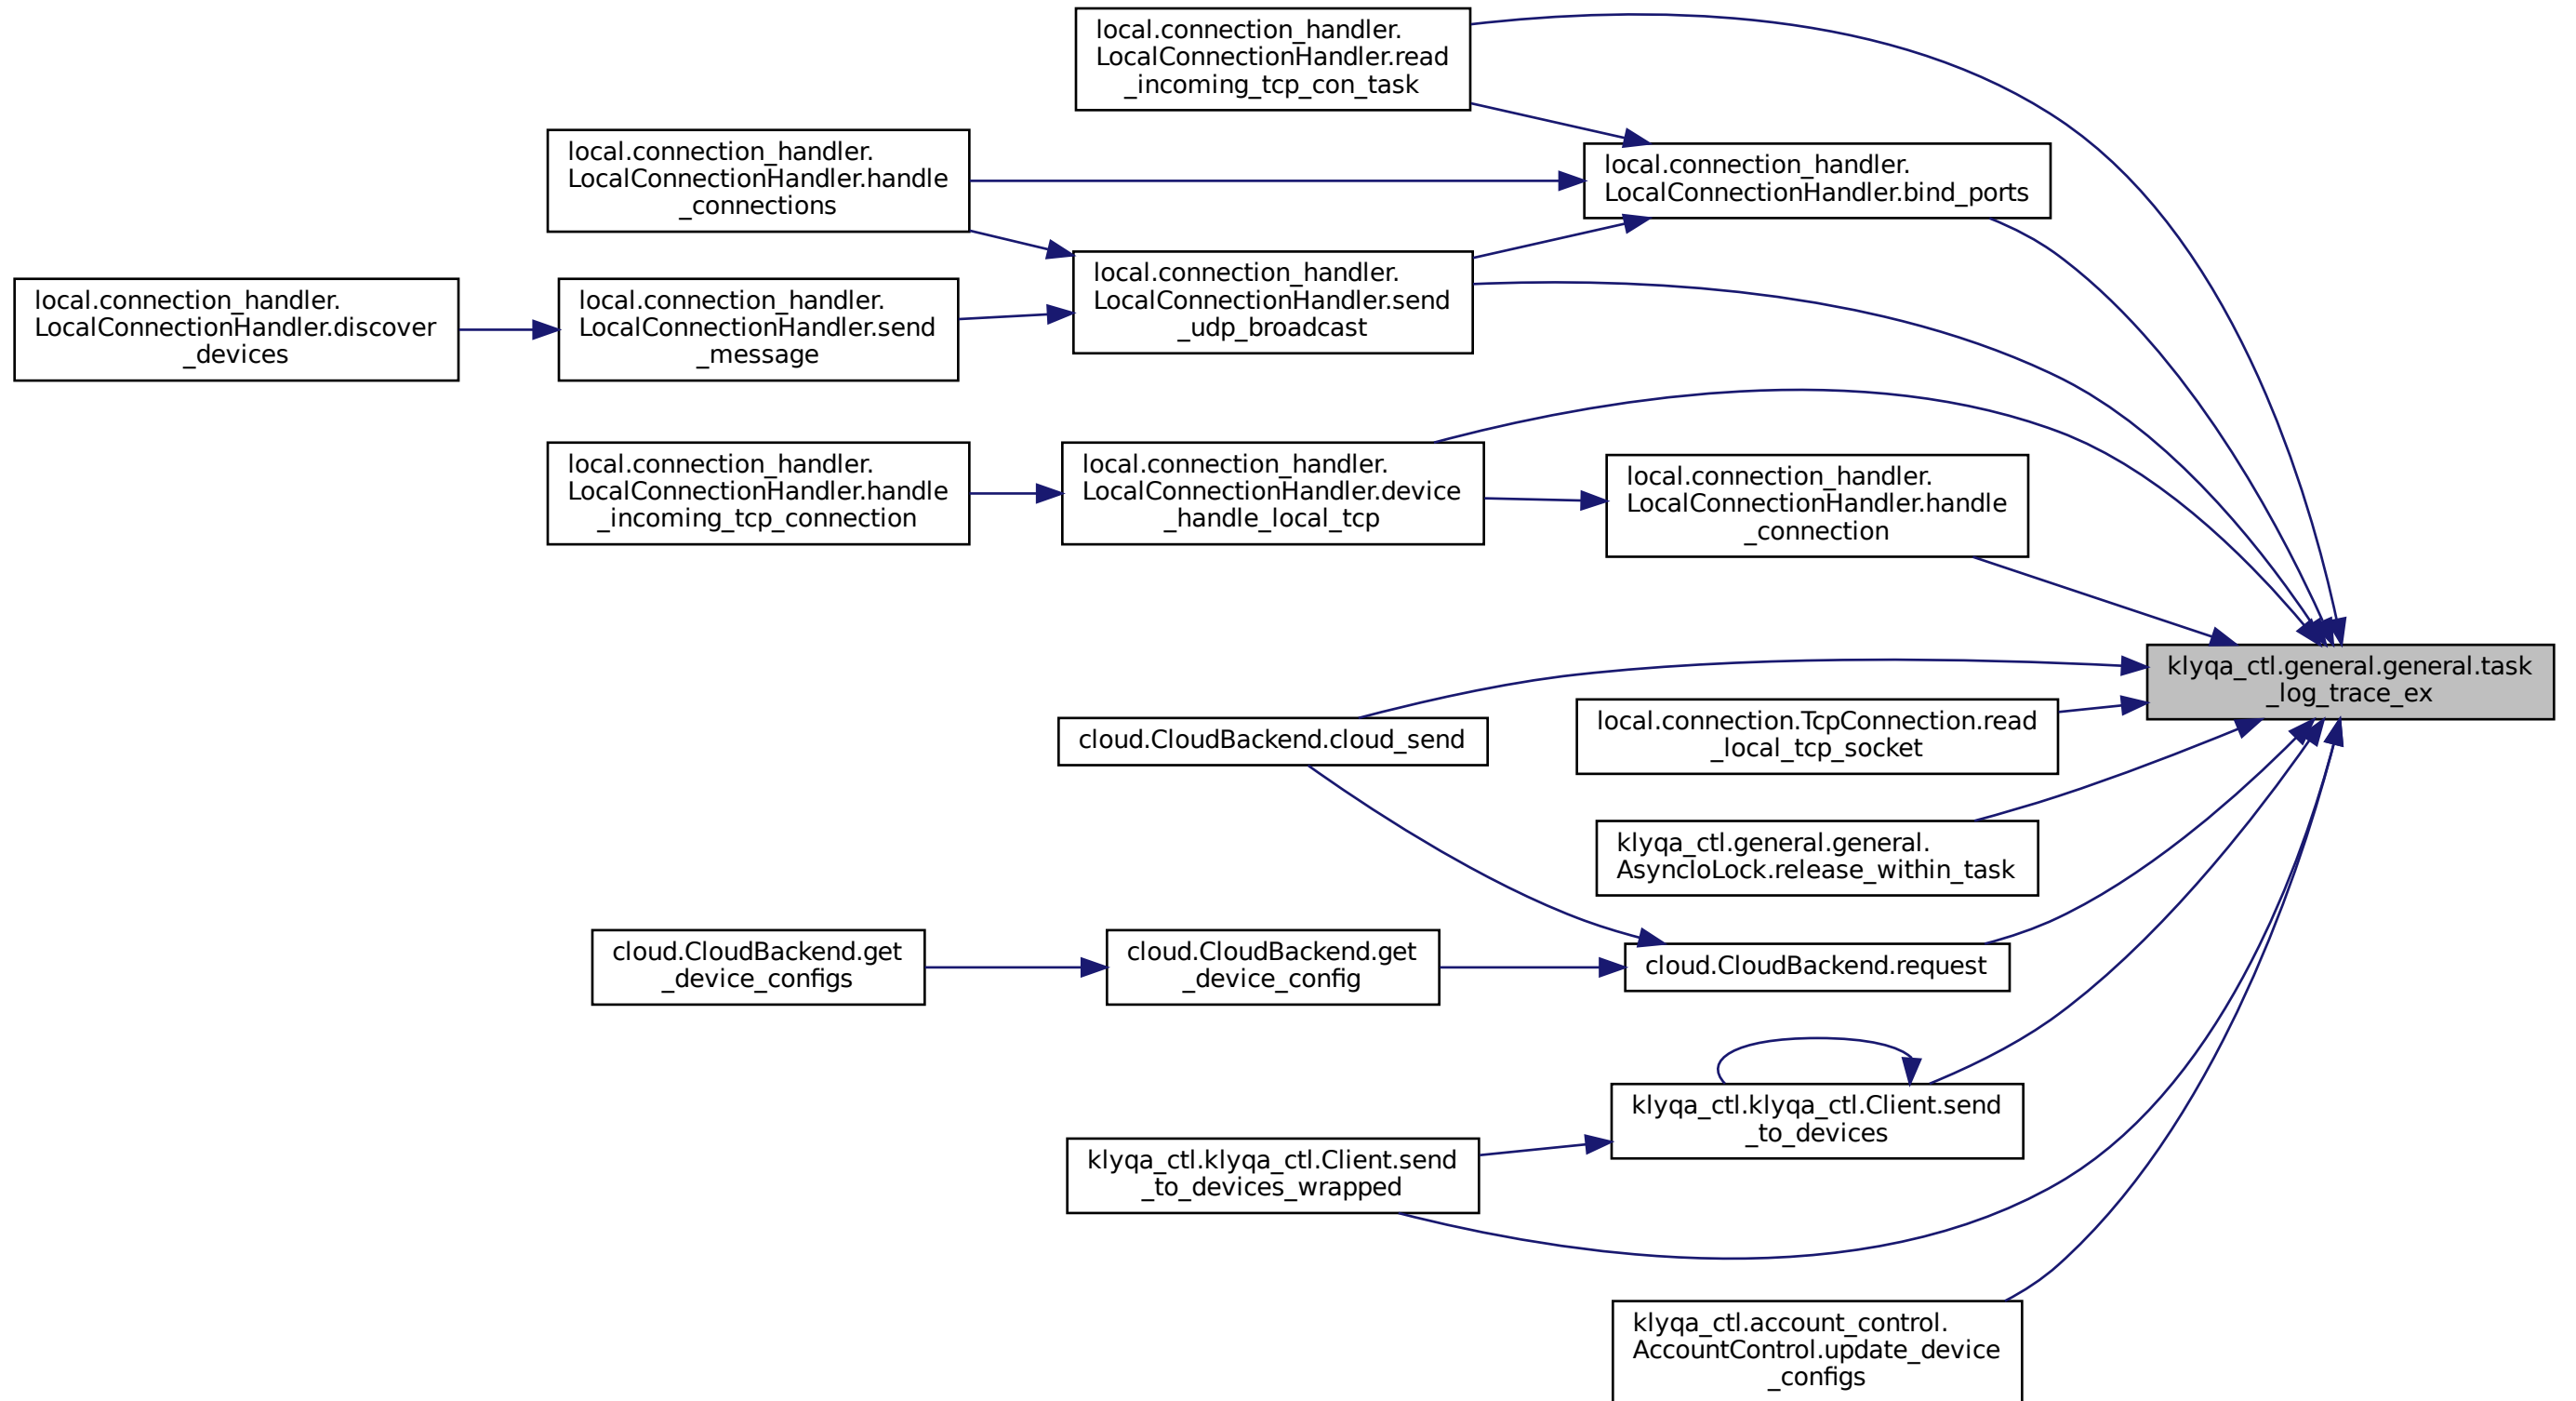 local.connection_handler.
LocalConnectionHandler.read
_incoming_tcp_con_task
local.connection_handler.
LocalConnectionHandler.handle
_connections
local.connection_handler.
LocalConnectionHandler.bind_ports
local.connection_handler.
LocalConnectionHandler.discover
_devices
local.connection_handler.
LocalConnectionHandler.send
_message
local.connection_handler.
LocalConnectionHandler.send
_udp_broadcast
local.connection_handler.
LocalConnectionHandler.handle
_incoming_tcp_connection
local.connection_handler.
LocalConnectionHandler.device
_handle_local_tcp
local.connection_handler.
LocalConnectionHandler.handle
_connection
klyqa_ctl.general.general.task
_log_trace_ex
cloud.CloudBackend.cloud_send
local.connection.TcpConnection.read
_local_tcp_socket
klyqa_ctl.general.general.
AsyncIoLock.release_within_task
cloud.CloudBackend.get
_device_configs
cloud.CloudBackend.get
_device_config
cloud.CloudBackend.request
klyqa_ctl.klyqa_ctl.Client.send
_to_devices
klyqa_ctl.klyqa_ctl.Client.send
_to_devices_wrapped
klyqa_ctl.account_control.
AccountControl.update_device
_configs